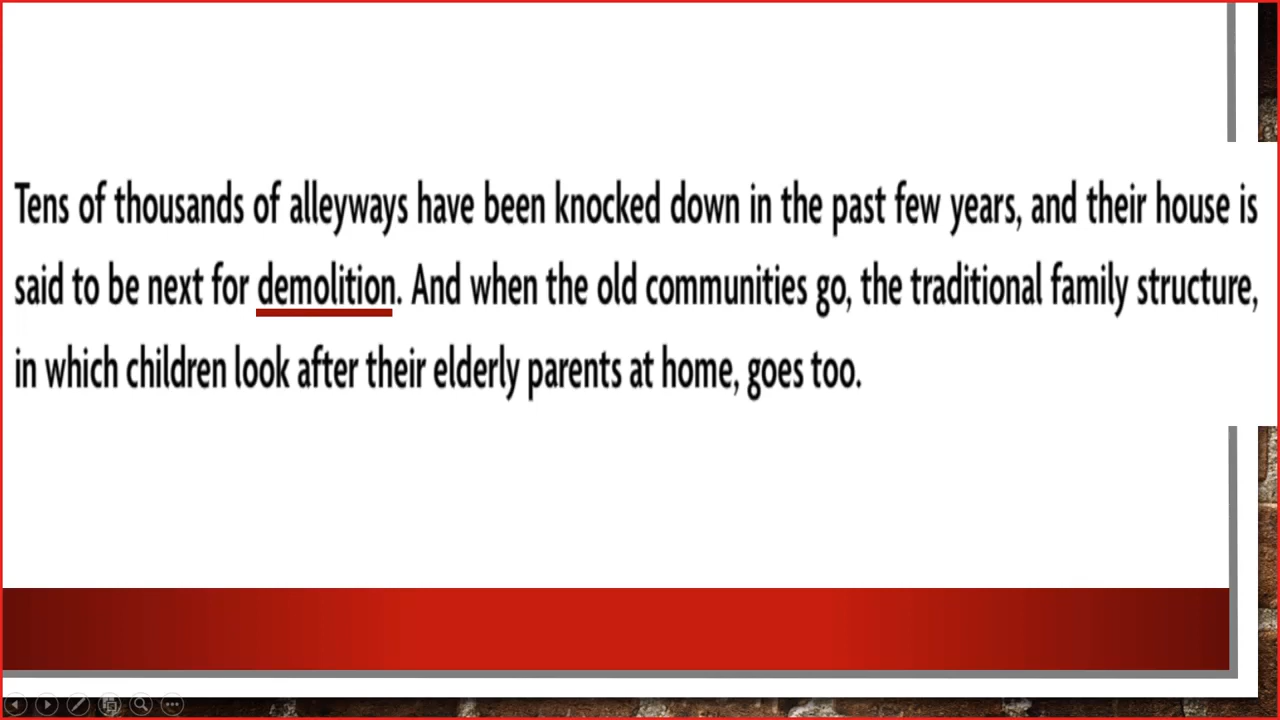 Tens of thousands of alleyways have been knocked down in the past few years, and their house is
said to be next for demolition. And when the old communities go, the traditional family structure,
in which children look after their elderly parents at home, goes too.